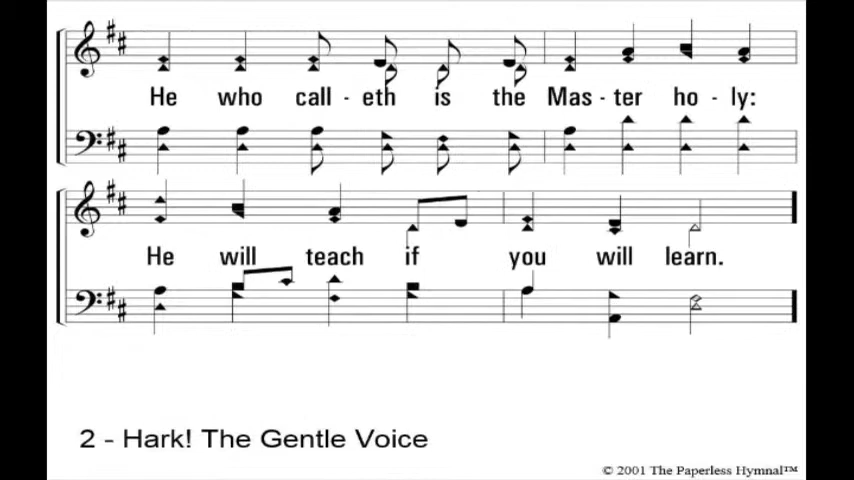 He who call - eth is the Mas - ter ho - ly:
He will teach if you will learn.
2 - Hark! The Gentle Voice
© 2001 The Paperless Hymnal™